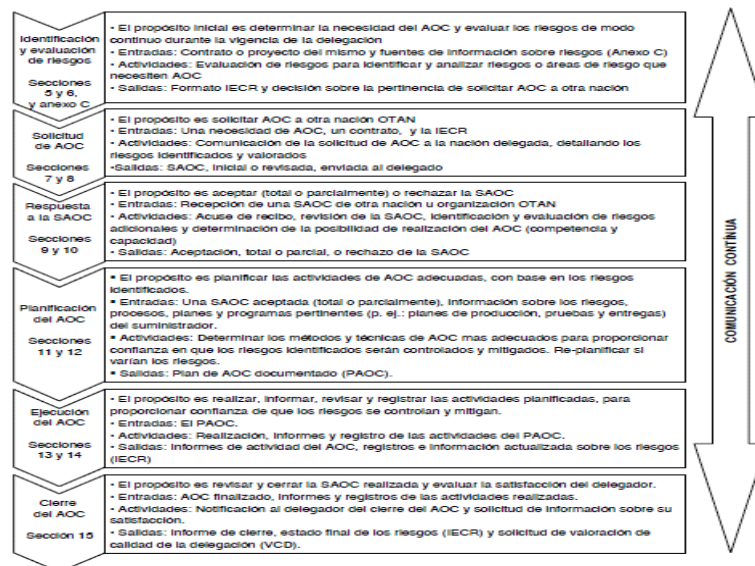 Identificación
y evaluación
de riesgos
Secciones
5 y 6,
y anexo C
• El propósito inicial es determinar la necesidad del AOC y evaluar los riesgos de modo
continuo durante la vigencia de la delegación
• Entradas: Contrato o proyecto del mismo y fuentes de información sobre riesgos (Anexo C)
• Actividades: Evaluación de riesgos para identificar y analizar riesgos o áreas de riesgo que
necesiten AOC
• Salidas: Formato IECR y decisión sobre la pertinencia de solicitar AOC a otra nación
Solicitud
de AOC
Secciones
7 y 8
• El propósito es solicitar AOC a otra nación OTAN
• Entradas: Una necesidad de AOC, un contrato, y la IECR
• Actividades: Comunicación de la solicitud de AOC a la nación delegada, detallando los
riesgos identificados y valorados
•Salidas: SAOC, inicial o revisada, enviada al delegado
Respuesta
a la SAOC
Secciones
9 y 10
• El propósito es aceptar (total o parcialmente) o rechazar la SAOC
• Entradas: Recepción de una SAOC de otra nación u organización OTAN
• Actividades: Acuse de recibo, revisión de la SAOC, identificación y evaluación de riesgos
adicionales y determinación de la posibilidad de realización del AOC (competencia y
capacidad)
• Salidas: Aceptación, total o parcial, o rechazo de la SAOC
Planificación
del AOC
Secciones
11 y 12
▪ El propósito es planificar las actividades de AOC adecuadas, con base en los riesgos
identificados.
▪ Entradas: Una SAOC aceptada (total o parcialmente), información sobre los riesgos,
procesos, planes y programas pertinentes (p. ej.: planes de producción, pruebas y entregas)
del suministrador.
▪ Actividades: Determinar los métodos y técnicas de AOC mas adecuados para proporcionar
confianza en que los riesgos identificados serán controlados y mitigados. Re-planificar si
varían los riesgos.
▪ Salidas: Plan de AOC documentado (PAOC).
Ejecución
del AOC
Secciones
13 y 14
• El propósito es realizar, informar, revisar y registrar las actividades planificadas, para
proporcionar confianza de que los riesgos se controlan y mitigan.
• Entradas: El PAOC.
• Actividades: Realización, informes y registro de las actividades del PAOC.
• Salidas: Informes de actividad del AOC, registros e información actualizada sobre los riesgos
(IECR)
Cierre
del AOC
Sección 15
• El propósito es revisar y cerrar la SAOC realizada y evaluar la satisfacción del delegador.
• Entradas: AOC finalizado, informes y registros de las actividades realizadas.
• Actividades: Notificación al delegador del cierre del AOC y solicitud de información sobre su
satisfacción.
• Salidas: Informe de cierre, estado final de los riesgos (IECR) y solicitud de valoración de
calidad de la delegación (VCD).
COMUNICACIÓN CONTÍNUA